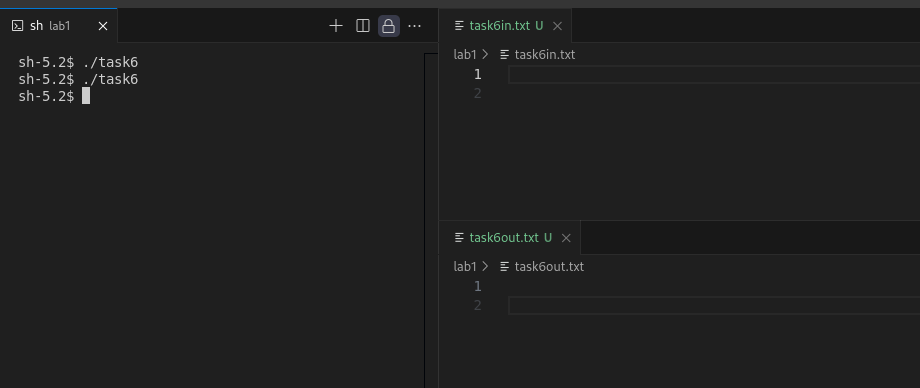 sh lab1
sh-5.2$ ./task6
sh-5.2$ ./task6
sh-5.2$
task6in.txt U
lab1 > task6in.txt
1
2
task6out.txt U
lab1 > task6out.txt
1
2